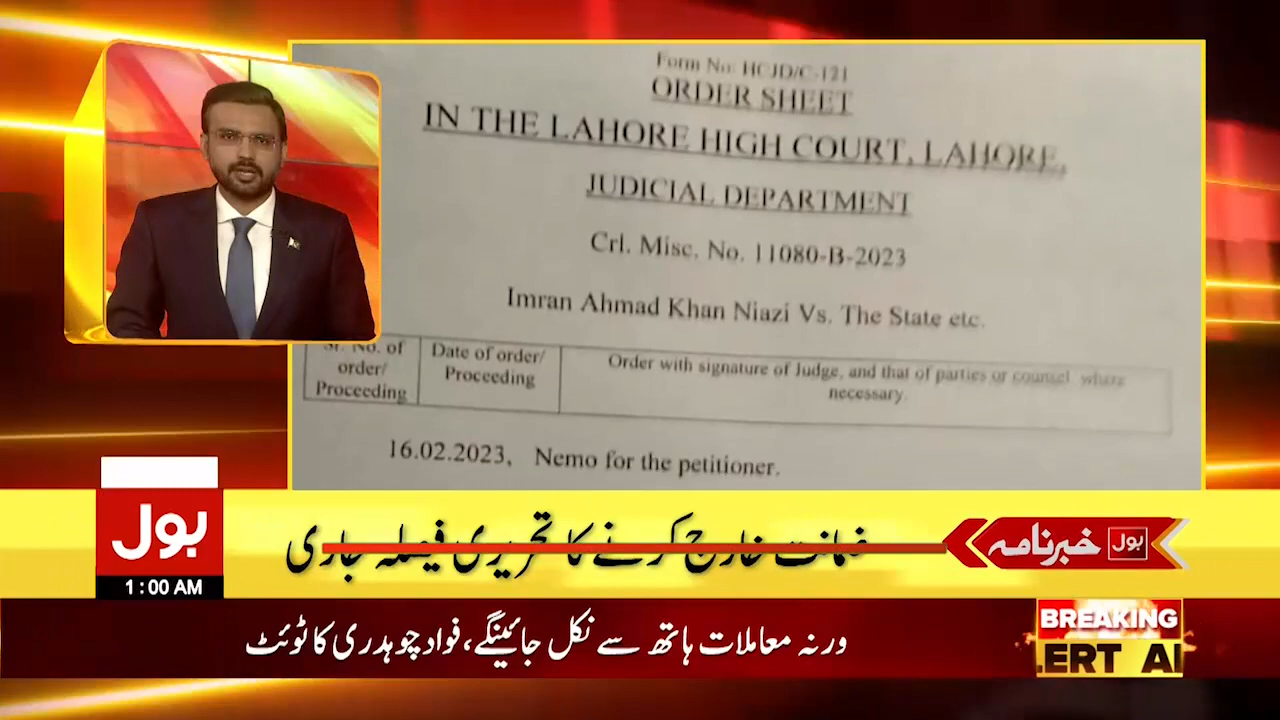 Form No: HCJD/C-121
ORDER SHEET
IN THE LAHORE HIGH COURT, LAHORE,
JUDICIAL DEPARTMENT
Crl. Misc. No. 11080-B-2023
Imran Ahmad Khan Niazi Vs. The State etc.
Sr. No. of order/ Proceeding
Date of order/ Proceeding
Order with signature of Judge, and that of parties or counsel where necessary.
16.02.2023, Nemo for the petitioner.
بول
1:00 AM
ضمانت خارج کرنے کا تحریری فیصلہ جاری
بول خبرنامہ
ورنہ معاملات ہاتھ سے نکل جائینگے، فواد چوہدری کا ٹوئٹ
BREAKING
LERT AL